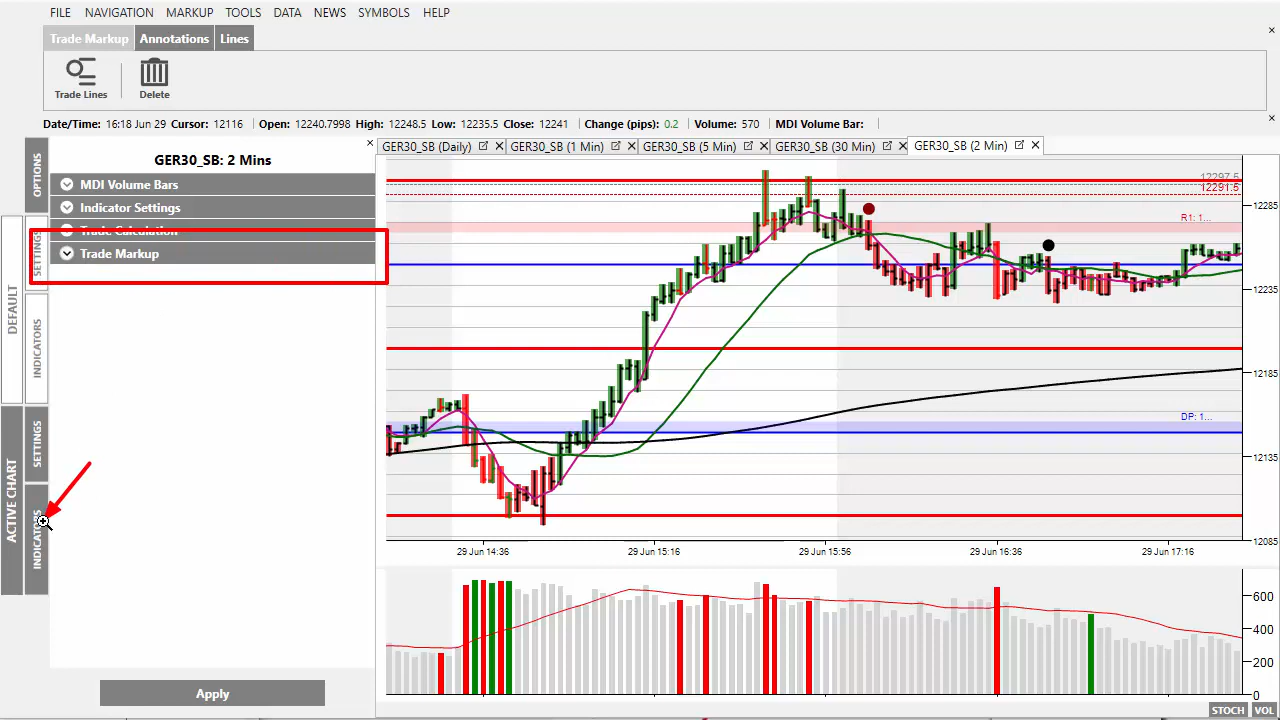 FILE NAVIGATION MARKUP TOOLS DATA NEWS SYMBOLS HELP
Trade Markup Annotations Lines
Trade Lines Delete
Date/Time: 16:18 Jun 29 Cursor: 12116 Open: 12240.7998 High: 12248.5 Low: 12235.5 Close: 12241 Change (pips): 0.2 Volume: 570 MDI Volume Bar:
GER30_SB (Daily) GER30_SB (1 Min) GER30_SB (5 Min) GER30_SB (30 Min) GER30_SB (2 Min)
OPTIONS
SETTINGS
DEFAULT
INDICATORS
SETTINGS
ACTIVE CHART
INDICATORS
GER30_SB: 2 Mins
MDI Volume Bars
Indicator Settings
Trade Calculation
Trade Markup
Apply
12297.5
12291.5
R1: 1...
DP: 1...
12285
12235
12185
12135
12085
29 Jun 14:36 29 Jun 15:16 29 Jun 15:56 29 Jun 16:36 29 Jun 17:16
600
400
200
0
STOCH VOL